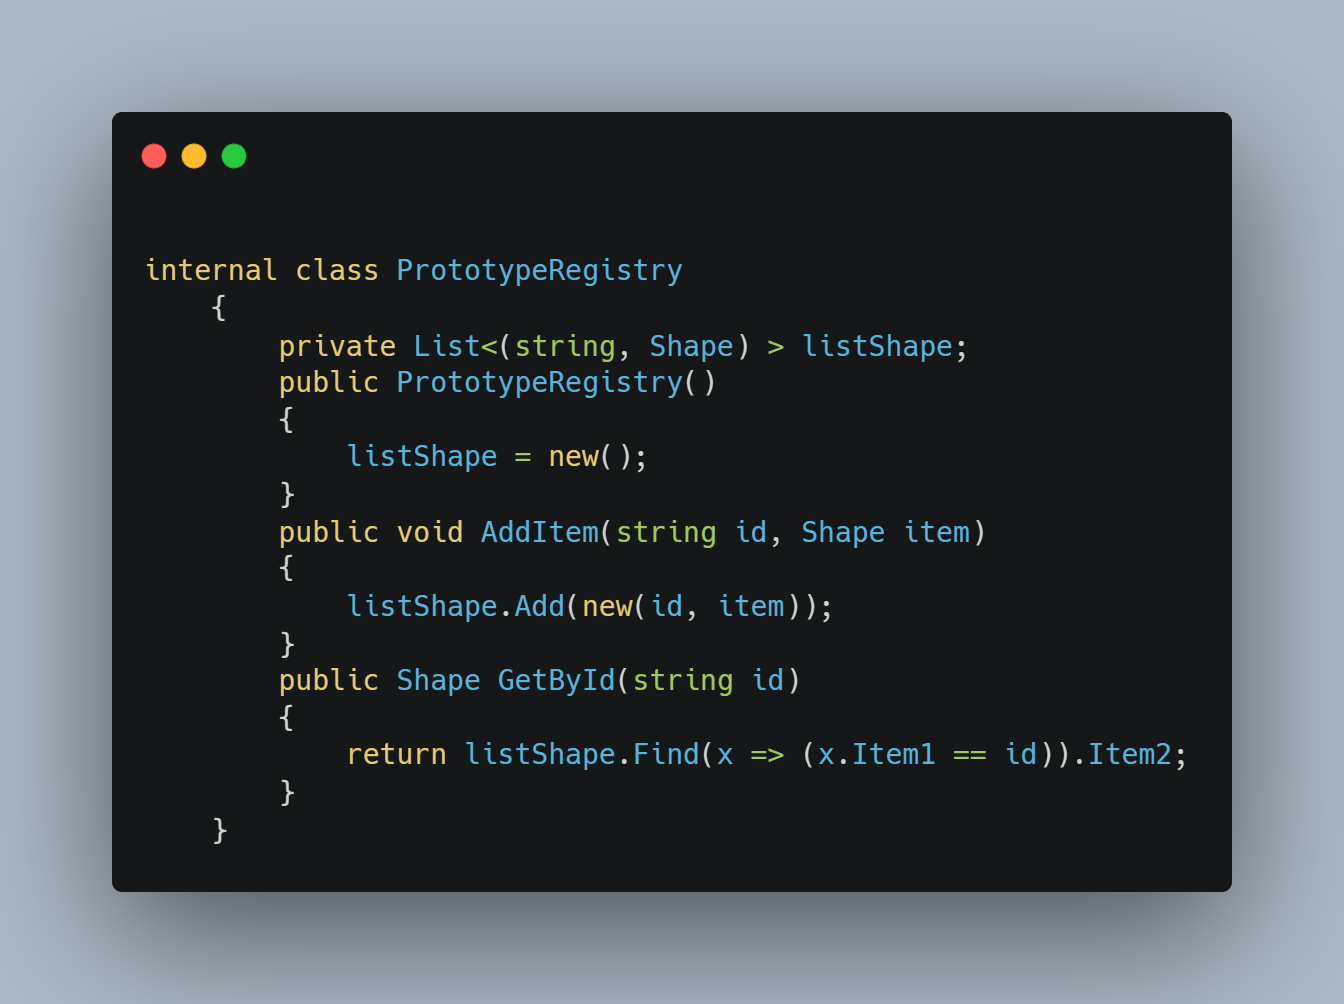 internal class PrototypeRegistry
    {
        private List<(string, Shape) > listShape;
        public PrototypeRegistry()
        {
            listShape = new();
        }
        public void AddItem(string id, Shape item)
        {
            listShape.Add(new(id, item));
        }
        public Shape GetById(string id)
        {
            return listShape.Find(x => (x.Item1 == id)).Item2;
        }
    }